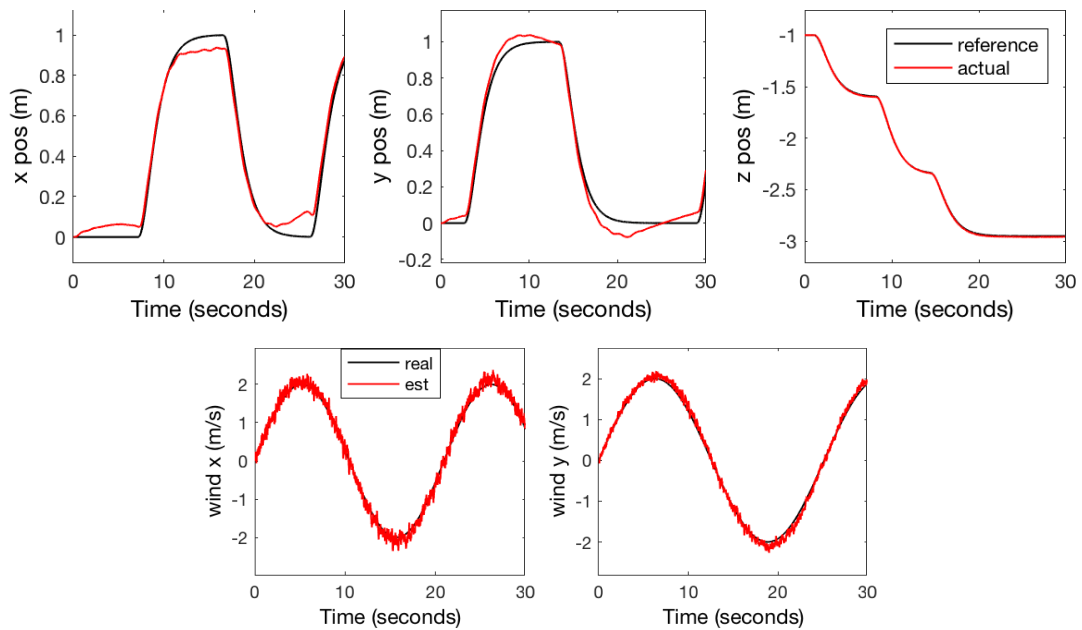 1
0.8
0.6
0.4
0.2
0
0 10 20 30
x pos (m)
Time (seconds)
1
0.8
0.6
0.4
0.2
0
-0.2
0 10 20 30
y pos (m)
Time (seconds)
-1
-1.5
-2
-2.5
-3
0 10 20 30
z pos (m)
Time (seconds)
reference
actual
2
1
0
-1
-2
0 10 20 30
wind x (m/s)
Time (seconds)
real
est
2
1
0
-1
-2
0 10 20 30
wind y (m/s)
Time (seconds)